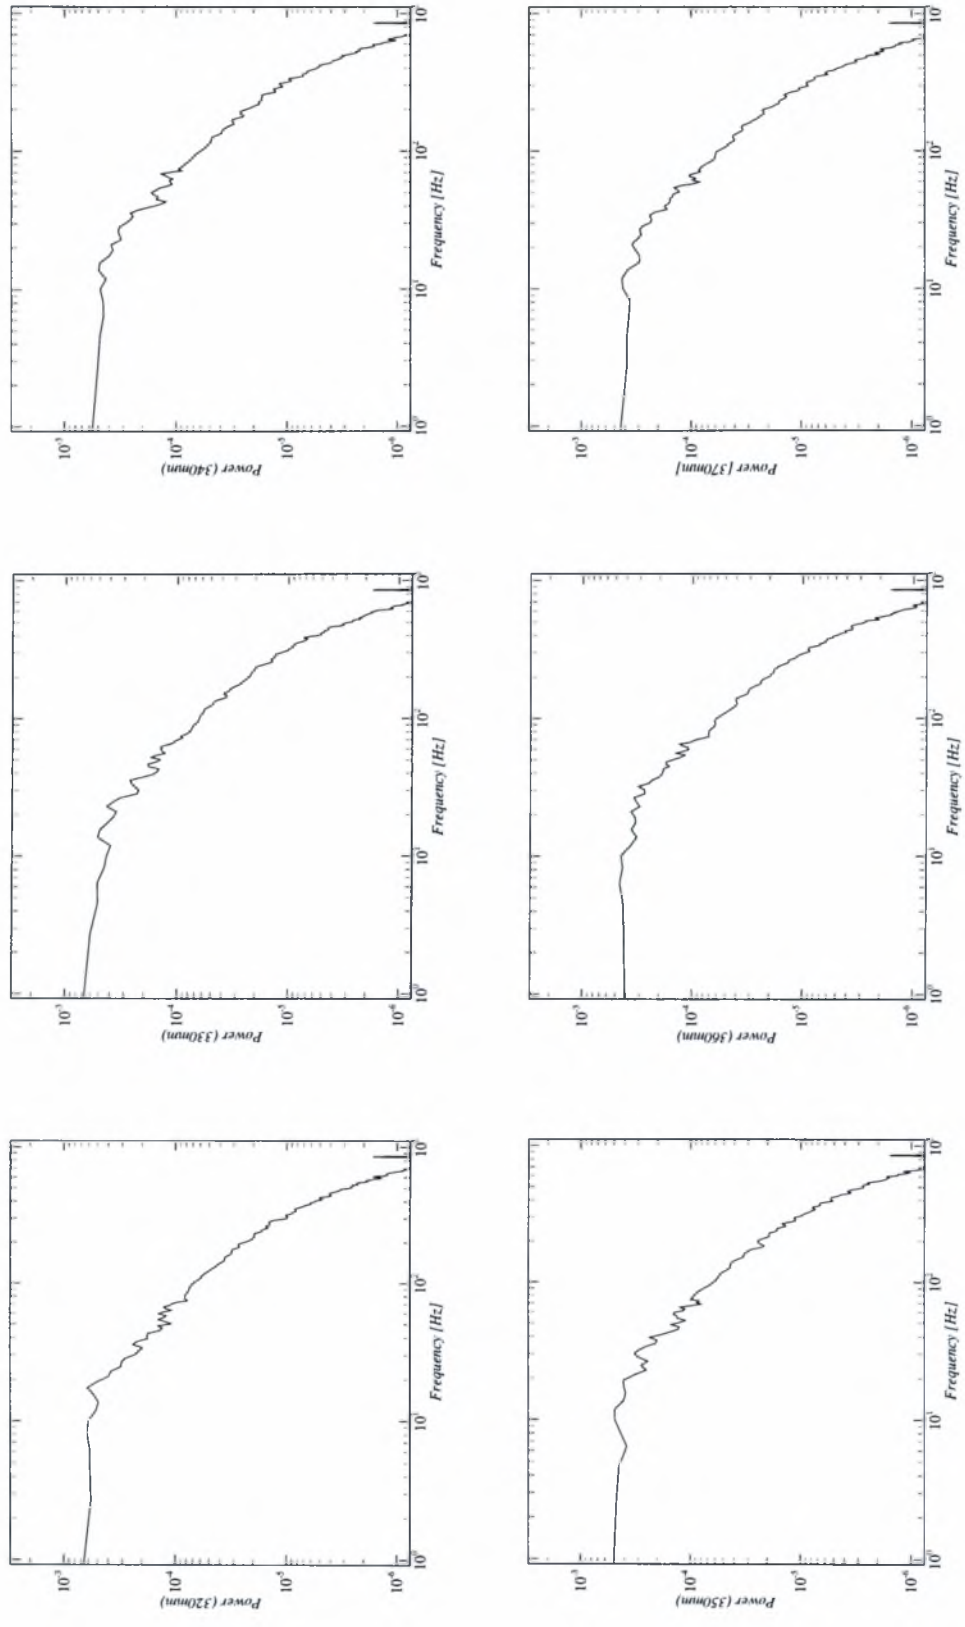 10⁻³
10⁻⁴
10⁻⁵
10⁻⁶
Power (320mm)
10⁰ 10¹ 10²
Frequency [Hz]
10⁻³
10⁻⁴
10⁻⁵
10⁻⁶
Power (330mm)
10⁰ 10¹ 10²
Frequency [Hz]
10⁻³
10⁻⁴
10⁻⁵
10⁻⁶
Power (340mm)
10⁰ 10¹ 10²
Frequency [Hz]
10⁻³
10⁻⁴
10⁻⁵
10⁻⁶
Power (350mm)
10⁰ 10¹ 10²
Frequency [Hz]
10⁻³
10⁻⁴
10⁻⁵
10⁻⁶
Power (360mm)
10⁰ 10¹ 10²
Frequency [Hz]
10⁻³
10⁻⁴
10⁻⁵
10⁻⁶
Power [370mm]
10⁰ 10¹ 10²
Frequency [Hz]